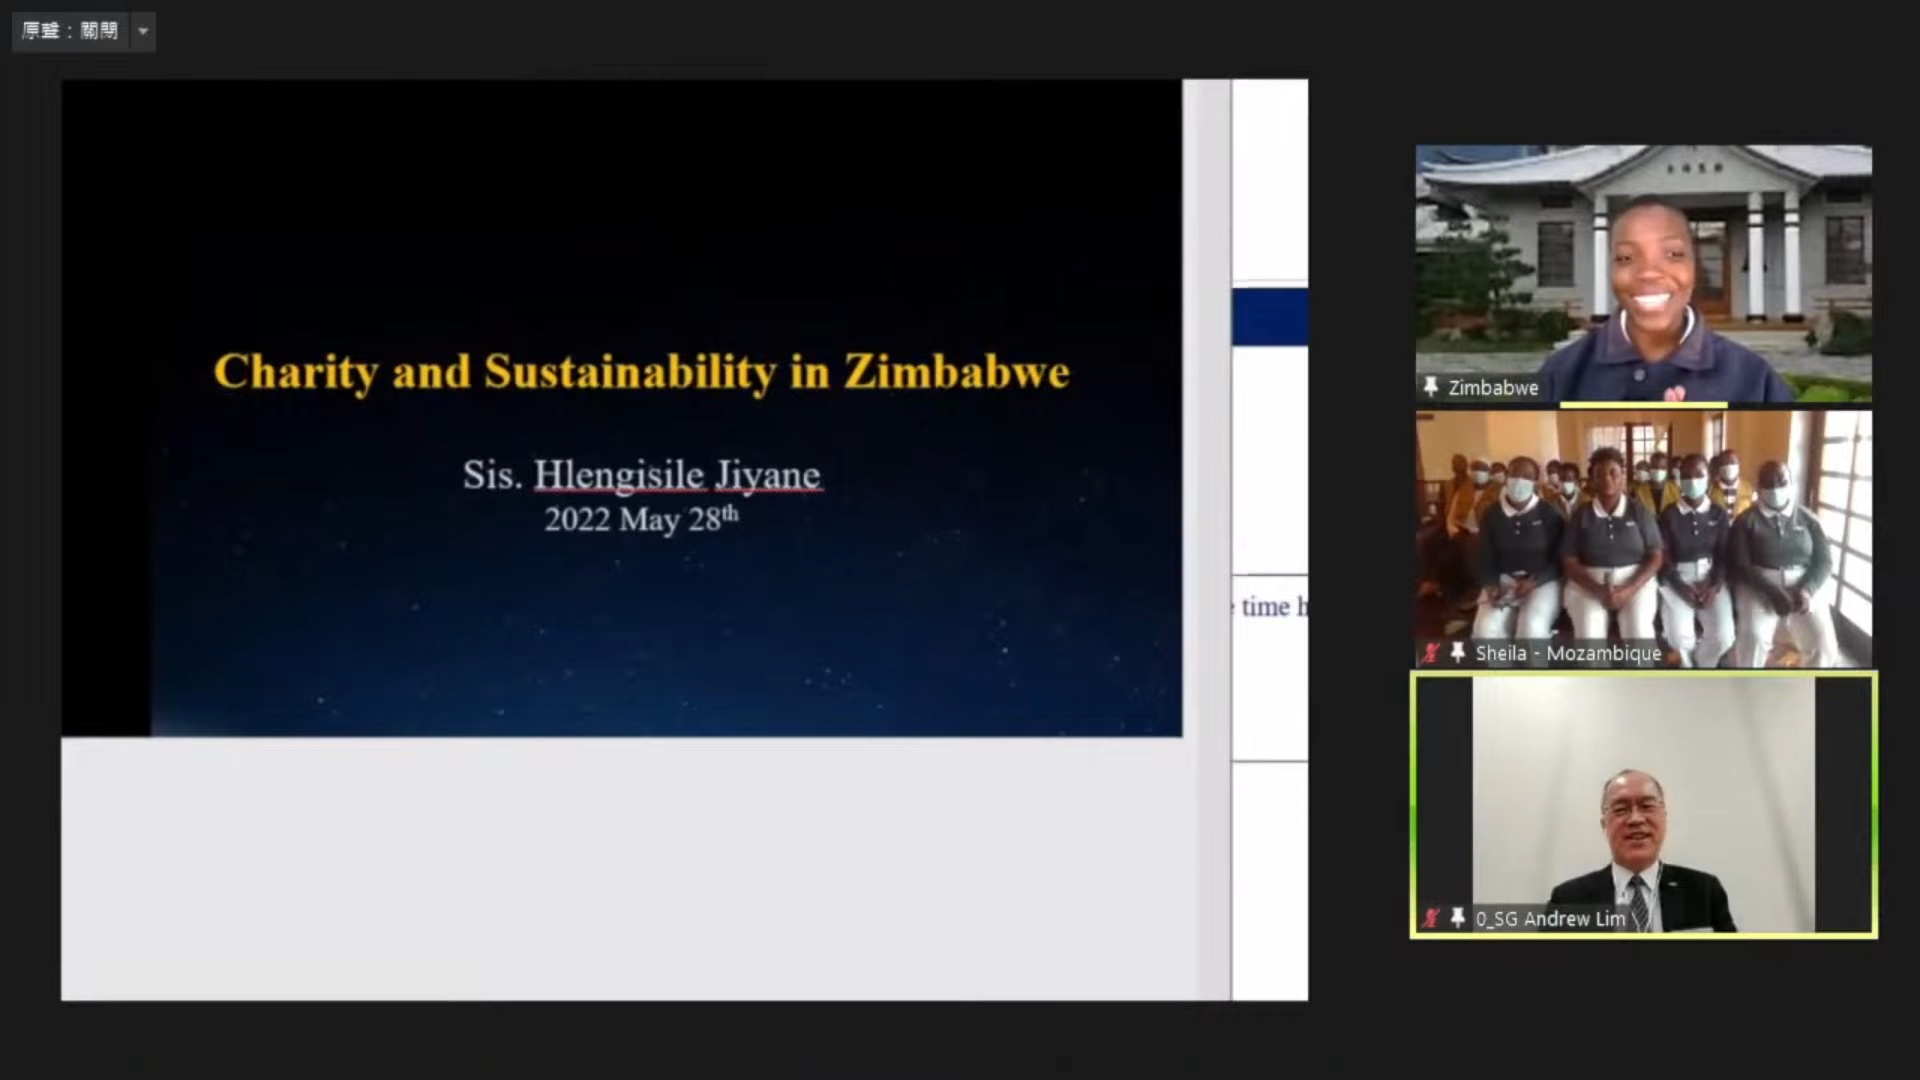 原聲：關閉
Charity and Sustainability in Zimbabwe
Sis. Hlengisile Jiyane
2022 May 28th
time h
Zimbabwe
Sheila - Mozambique
0_SG Andrew Lim